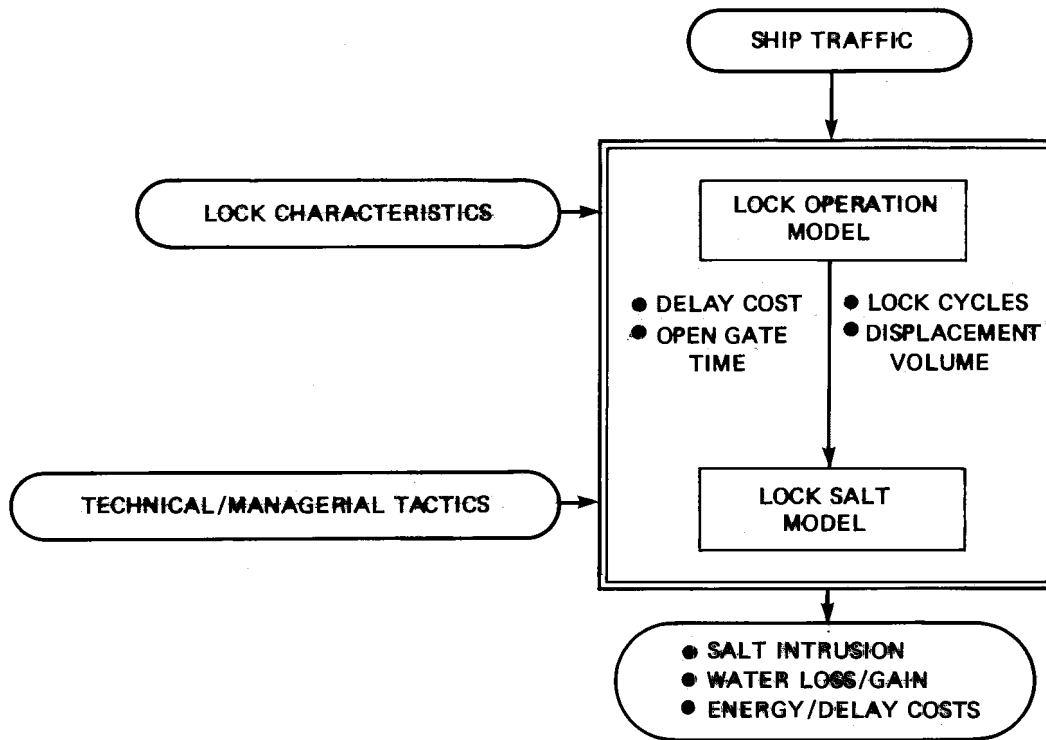 SHIP TRAFFIC
LOCK CHARACTERISTICS
LOCK OPERATION
MODEL
● DELAY COST
● OPEN GATE
TIME
● LOCK CYCLES
● DISPLACEMENT
VOLUME
TECHNICAL/MANAGERIAL TACTICS
LOCK SALT
MODEL
● SALT INTRUSION
● WATER LOSS/GAIN
● ENERGY/DELAY COSTS